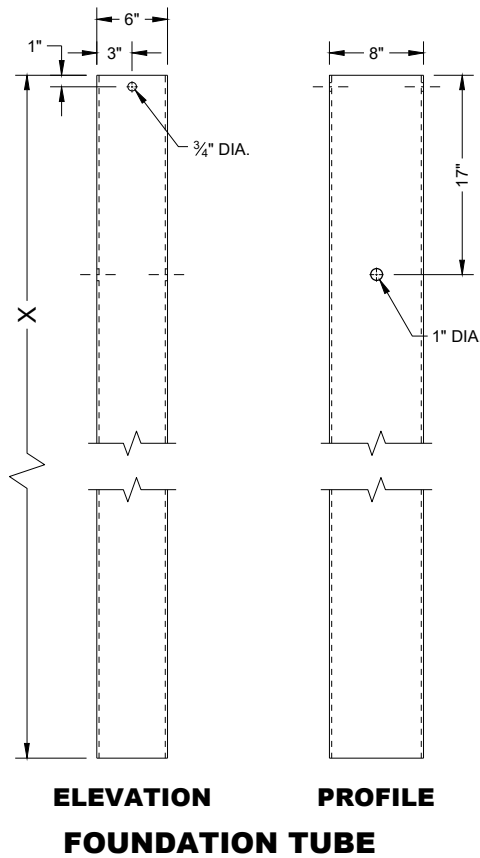 6"
1"
3"
8"
¾" DIA.
17"
X
1" DIA
ELEVATION
PROFILE
FOUNDATION TUBE